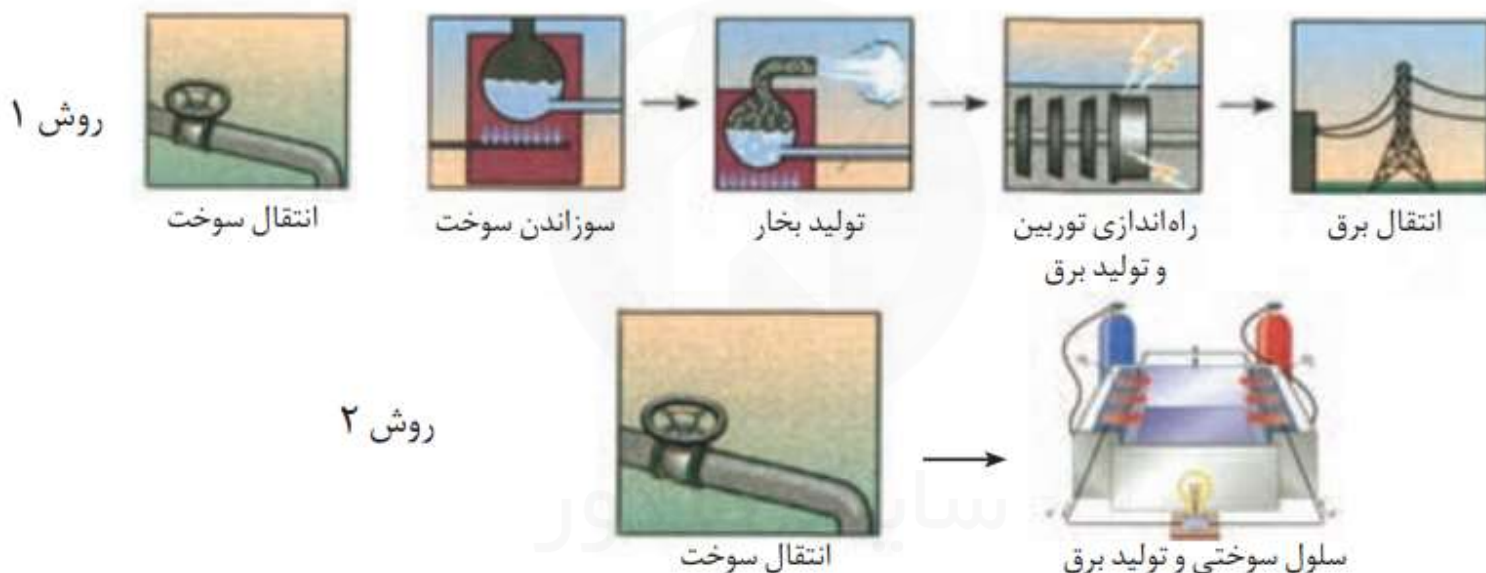 روش ۱
انتقال سوخت
سوزاندن سوخت
تولید بخار
راه‌اندازی توربین
و تولید برق
انتقال برق
روش ۲
انتقال سوخت
سلول سوختی و تولید برق